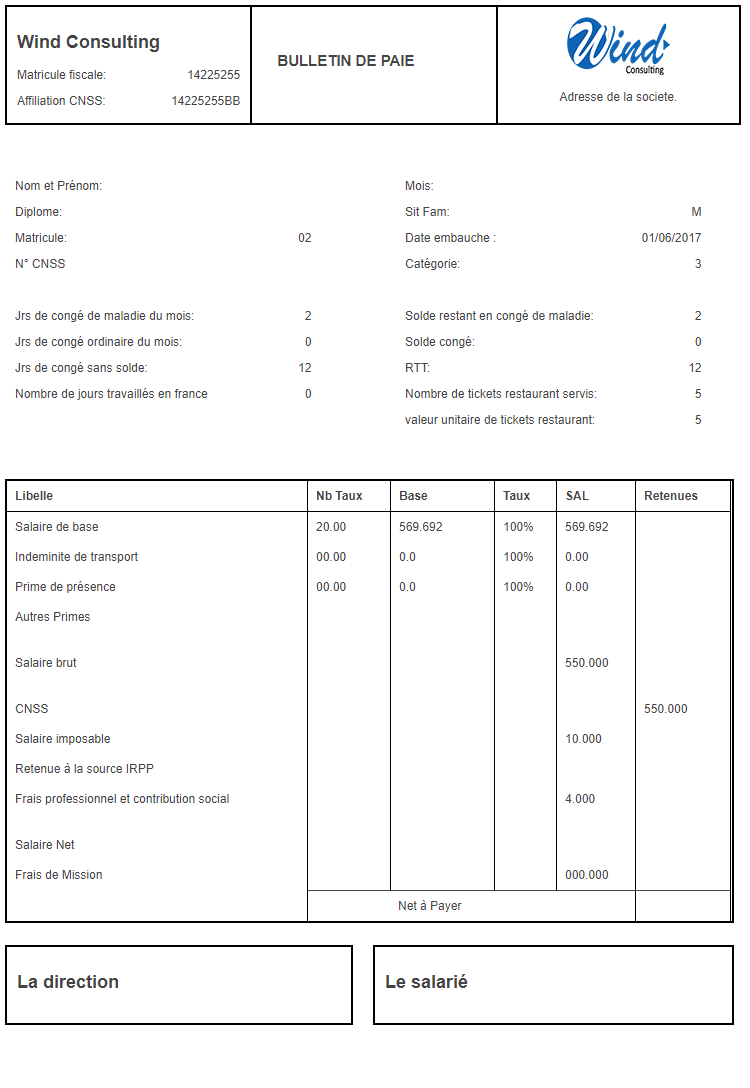 Wind Consulting
Matricule fiscale: 14225255
Affiliation CNSS: 14225255BB
BULLETIN DE PAIE
Wind
Consulting
Adresse de la societe.
Nom et Prénom: Mois:
Diplome: Sit Fam: M
Matricule: 02 Date embauche : 01/06/2017
N° CNSS Catégorie: 3
Jrs de congé de maladie du mois: 2 Solde restant en congé de maladie: 2
Jrs de congé ordinaire du mois: 0 Solde congé: 0
Jrs de congé sans solde: 12 RTT: 12
Nombre de jours travaillés en france 0 Nombre de tickets restaurant servis: 5
valeur unitaire de tickets restaurant: 5
Libelle Nb Taux Base Taux SAL Retenues
Salaire de base 20.00 569.692 100% 569.692
Indeminite de transport 00.00 0.0 100% 0.00
Prime de présence 00.00 0.0 100% 0.00
Autres Primes
Salaire brut 550.000
CNSS 550.000
Salaire imposable 10.000
Retenue à la source IRPP
Frais professionnel et contribution social 4.000
Salaire Net
Frais de Mission 000.000
Net à Payer
La direction Le salarié